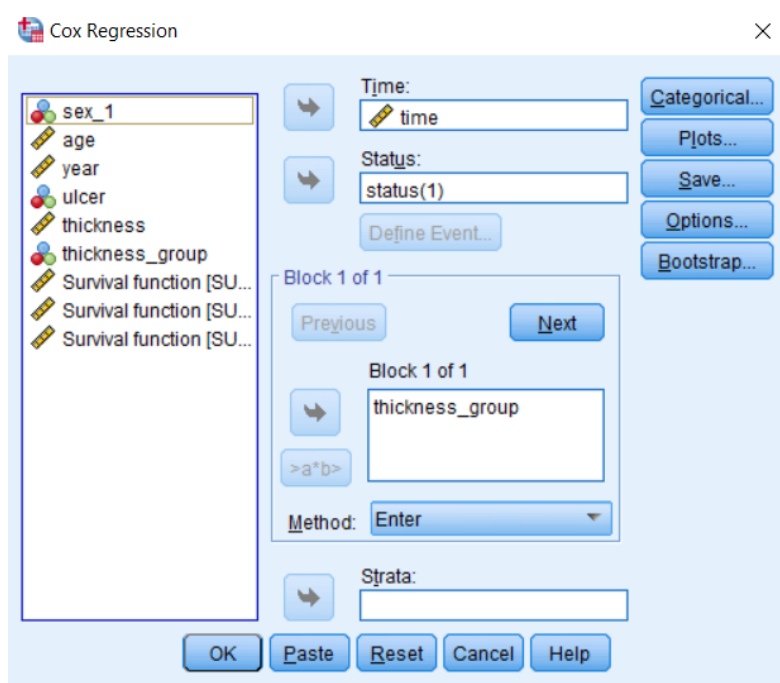 Cox Regression
sex_1
age
year
ulcer
thickness
thickness_group
Survival function [SU...
Survival function [SU...
Survival function [SU...
Time:
time
Status:
status(1)
Define Event...
Block 1 of 1
Previous
Next
Block 1 of 1
thickness_group
>a*b>
Method: Enter
Strata:
Categorical...
Plots...
Save...
Options...
Bootstrap...
OK Paste Reset Cancel Help